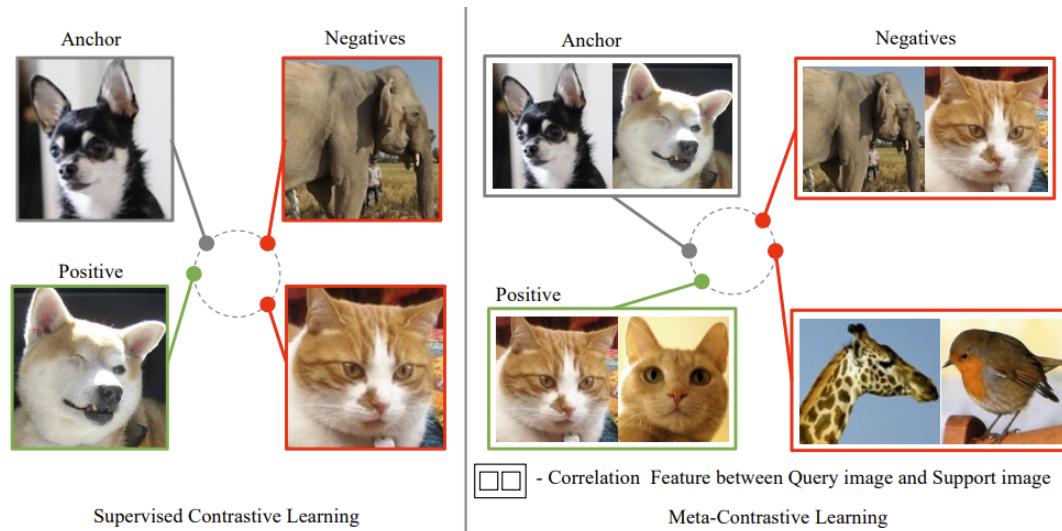 Anchor
Negatives
Positive
Supervised Contrastive Learning
Anchor
Negatives
Positive
- Correlation Feature between Query image and Support image
Meta-Contrastive Learning